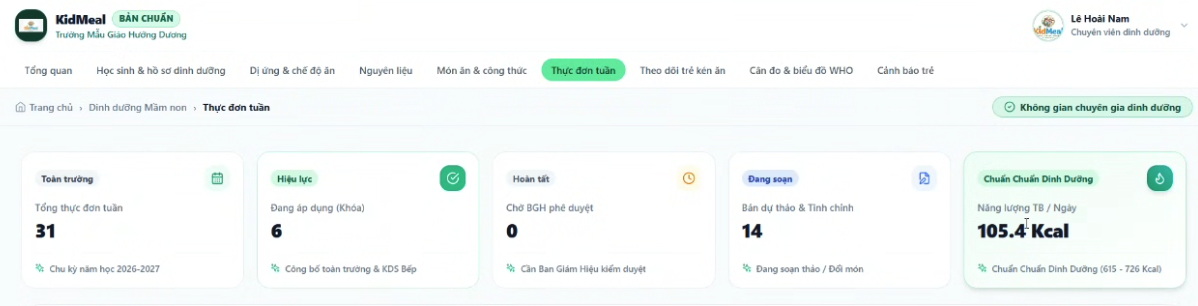 KidMeal BẢN CHUẨN
Trường Mẫu Giáo Hướng Dương
Lê Hoài Nam
Chuyên viên dinh dưỡng
Tổng quan Học sinh & hồ sơ dinh dưỡng Dị ứng & chế độ ăn Nguyên liệu Món ăn & công thức Thực đơn tuần Theo dõi trẻ kén ăn Cân đo & biểu đồ WHO Cảnh báo trẻ
Trang chủ › Dinh dưỡng Mầm non › Thực đơn tuần
Không gian chuyên gia dinh dưỡng
Toàn trường
Tổng thực đơn tuần
31
Chu kỳ năm học 2026-2027
Hiệu lực
Đang áp dụng (Khóa)
6
Công bố toàn trường & KDS Bếp
Hoàn tất
Chờ BGH phê duyệt
0
Cần Ban Giám Hiệu kiểm duyệt
Đang soạn
Bản dự thảo & Tinh chỉnh
14
Đang soạn thảo / Đổi món
Chuẩn Chuẩn Dinh Dưỡng
Năng lượng TB / Ngày
105.4 Kcal
Chuẩn Chuẩn Dinh Dưỡng (615 - 726 Kcal)